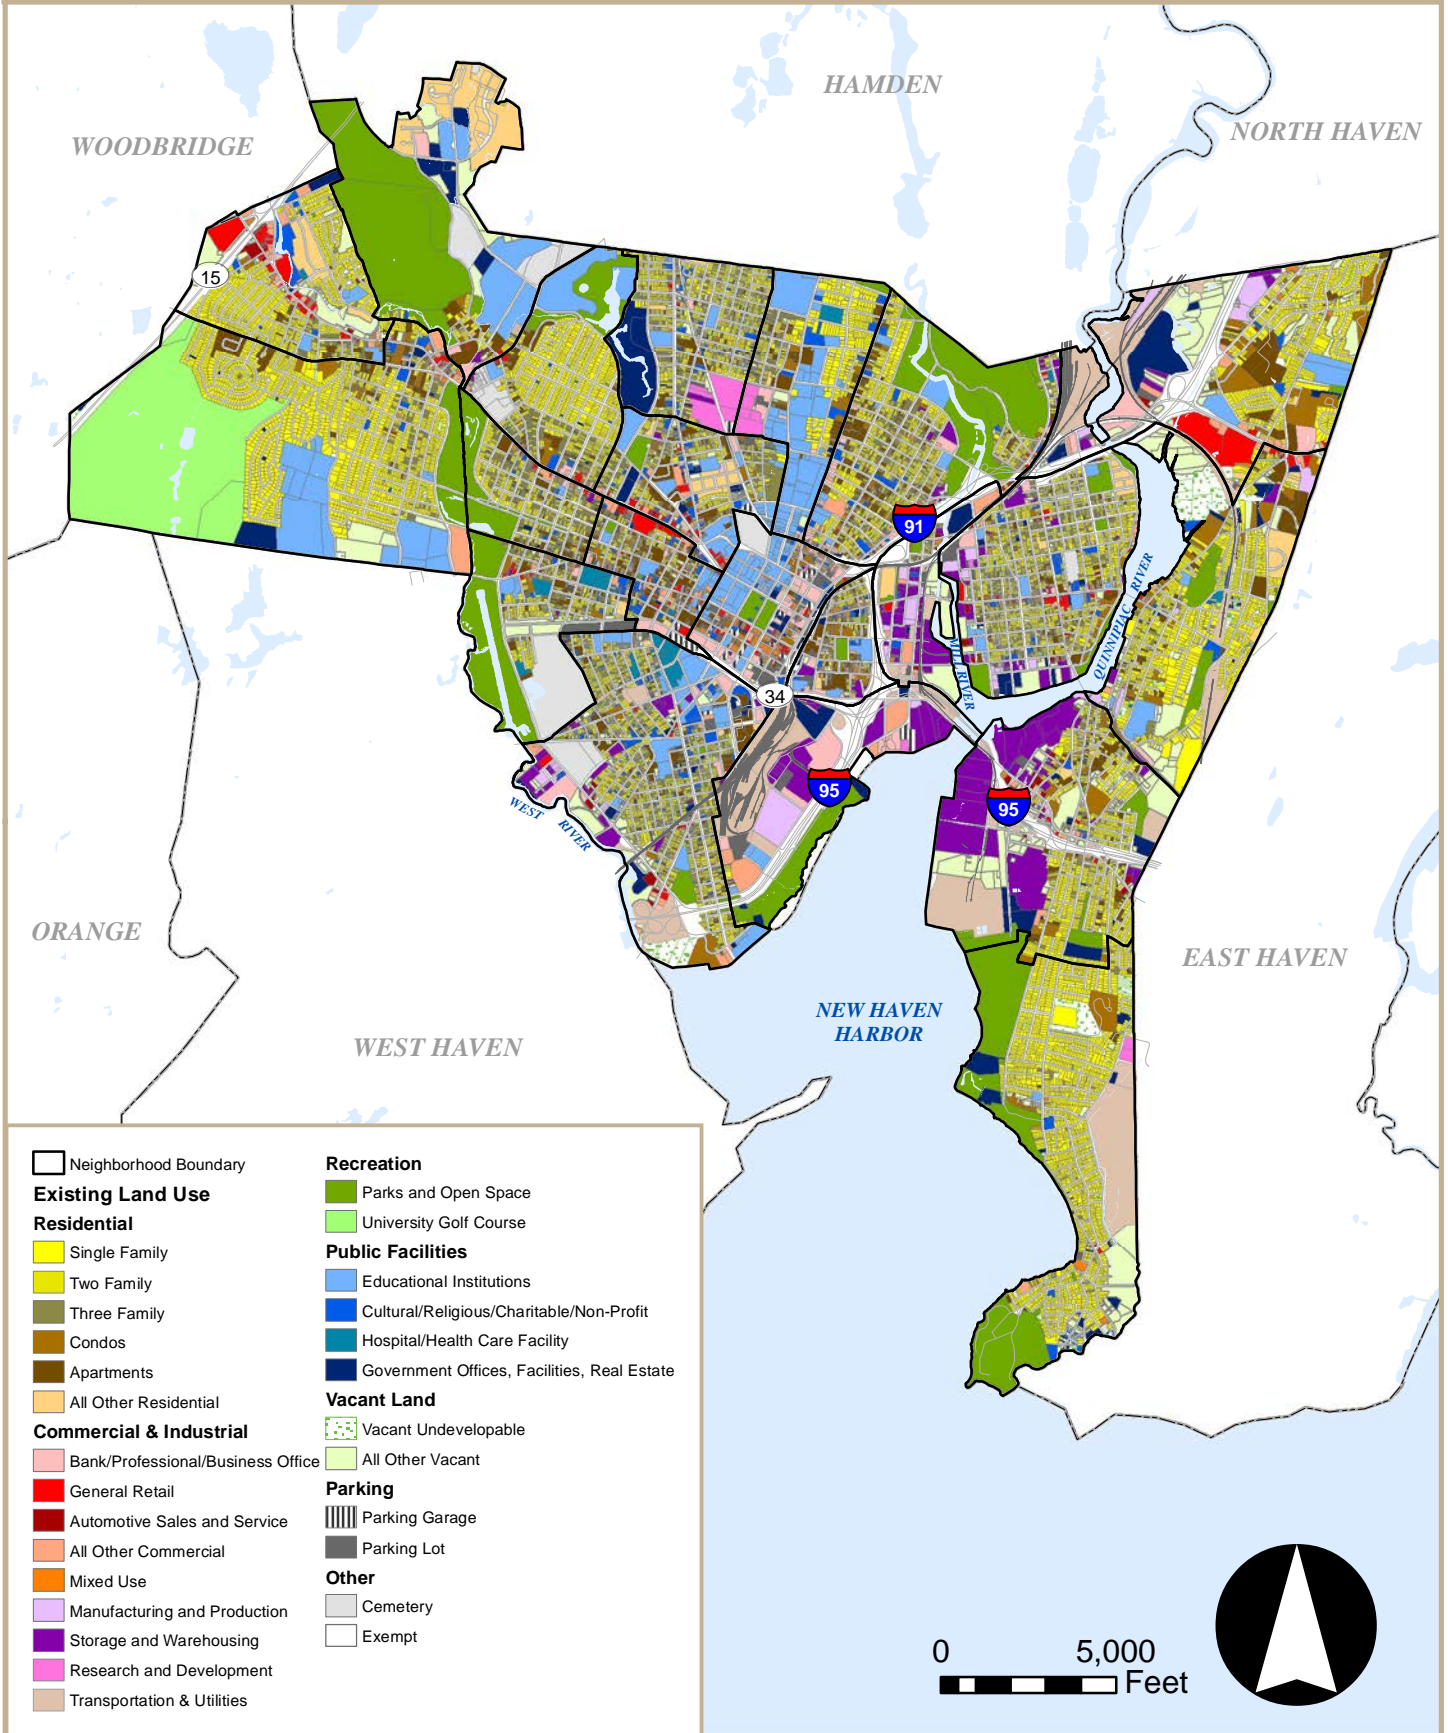 HAMDEN
NORTH HAVEN
WOODBRIDGE
15
91
QUINNIPIAC RIVER
MILL RIVER
34
95
95
WEST RIVER
ORANGE
EAST HAVEN
NEW HAVEN
HARBOR
WEST HAVEN
Neighborhood Boundary
Existing Land Use
Residential
Single Family
Two Family
Three Family
Condos
Apartments
All Other Residential
Commercial & Industrial
Bank/Professional/Business Office
General Retail
Automotive Sales and Service
All Other Commercial
Mixed Use
Manufacturing and Production
Storage and Warehousing
Research and Development
Transportation & Utilities
Recreation
Parks and Open Space
University Golf Course
Public Facilities
Educational Institutions
Cultural/Religious/Charitable/Non-Profit
Hospital/Health Care Facility
Government Offices, Facilities, Real Estate
Vacant Land
Vacant Undevelopable
All Other Vacant
Parking
Parking Garage
Parking Lot
Other
Cemetery
Exempt
0 5,000
Feet